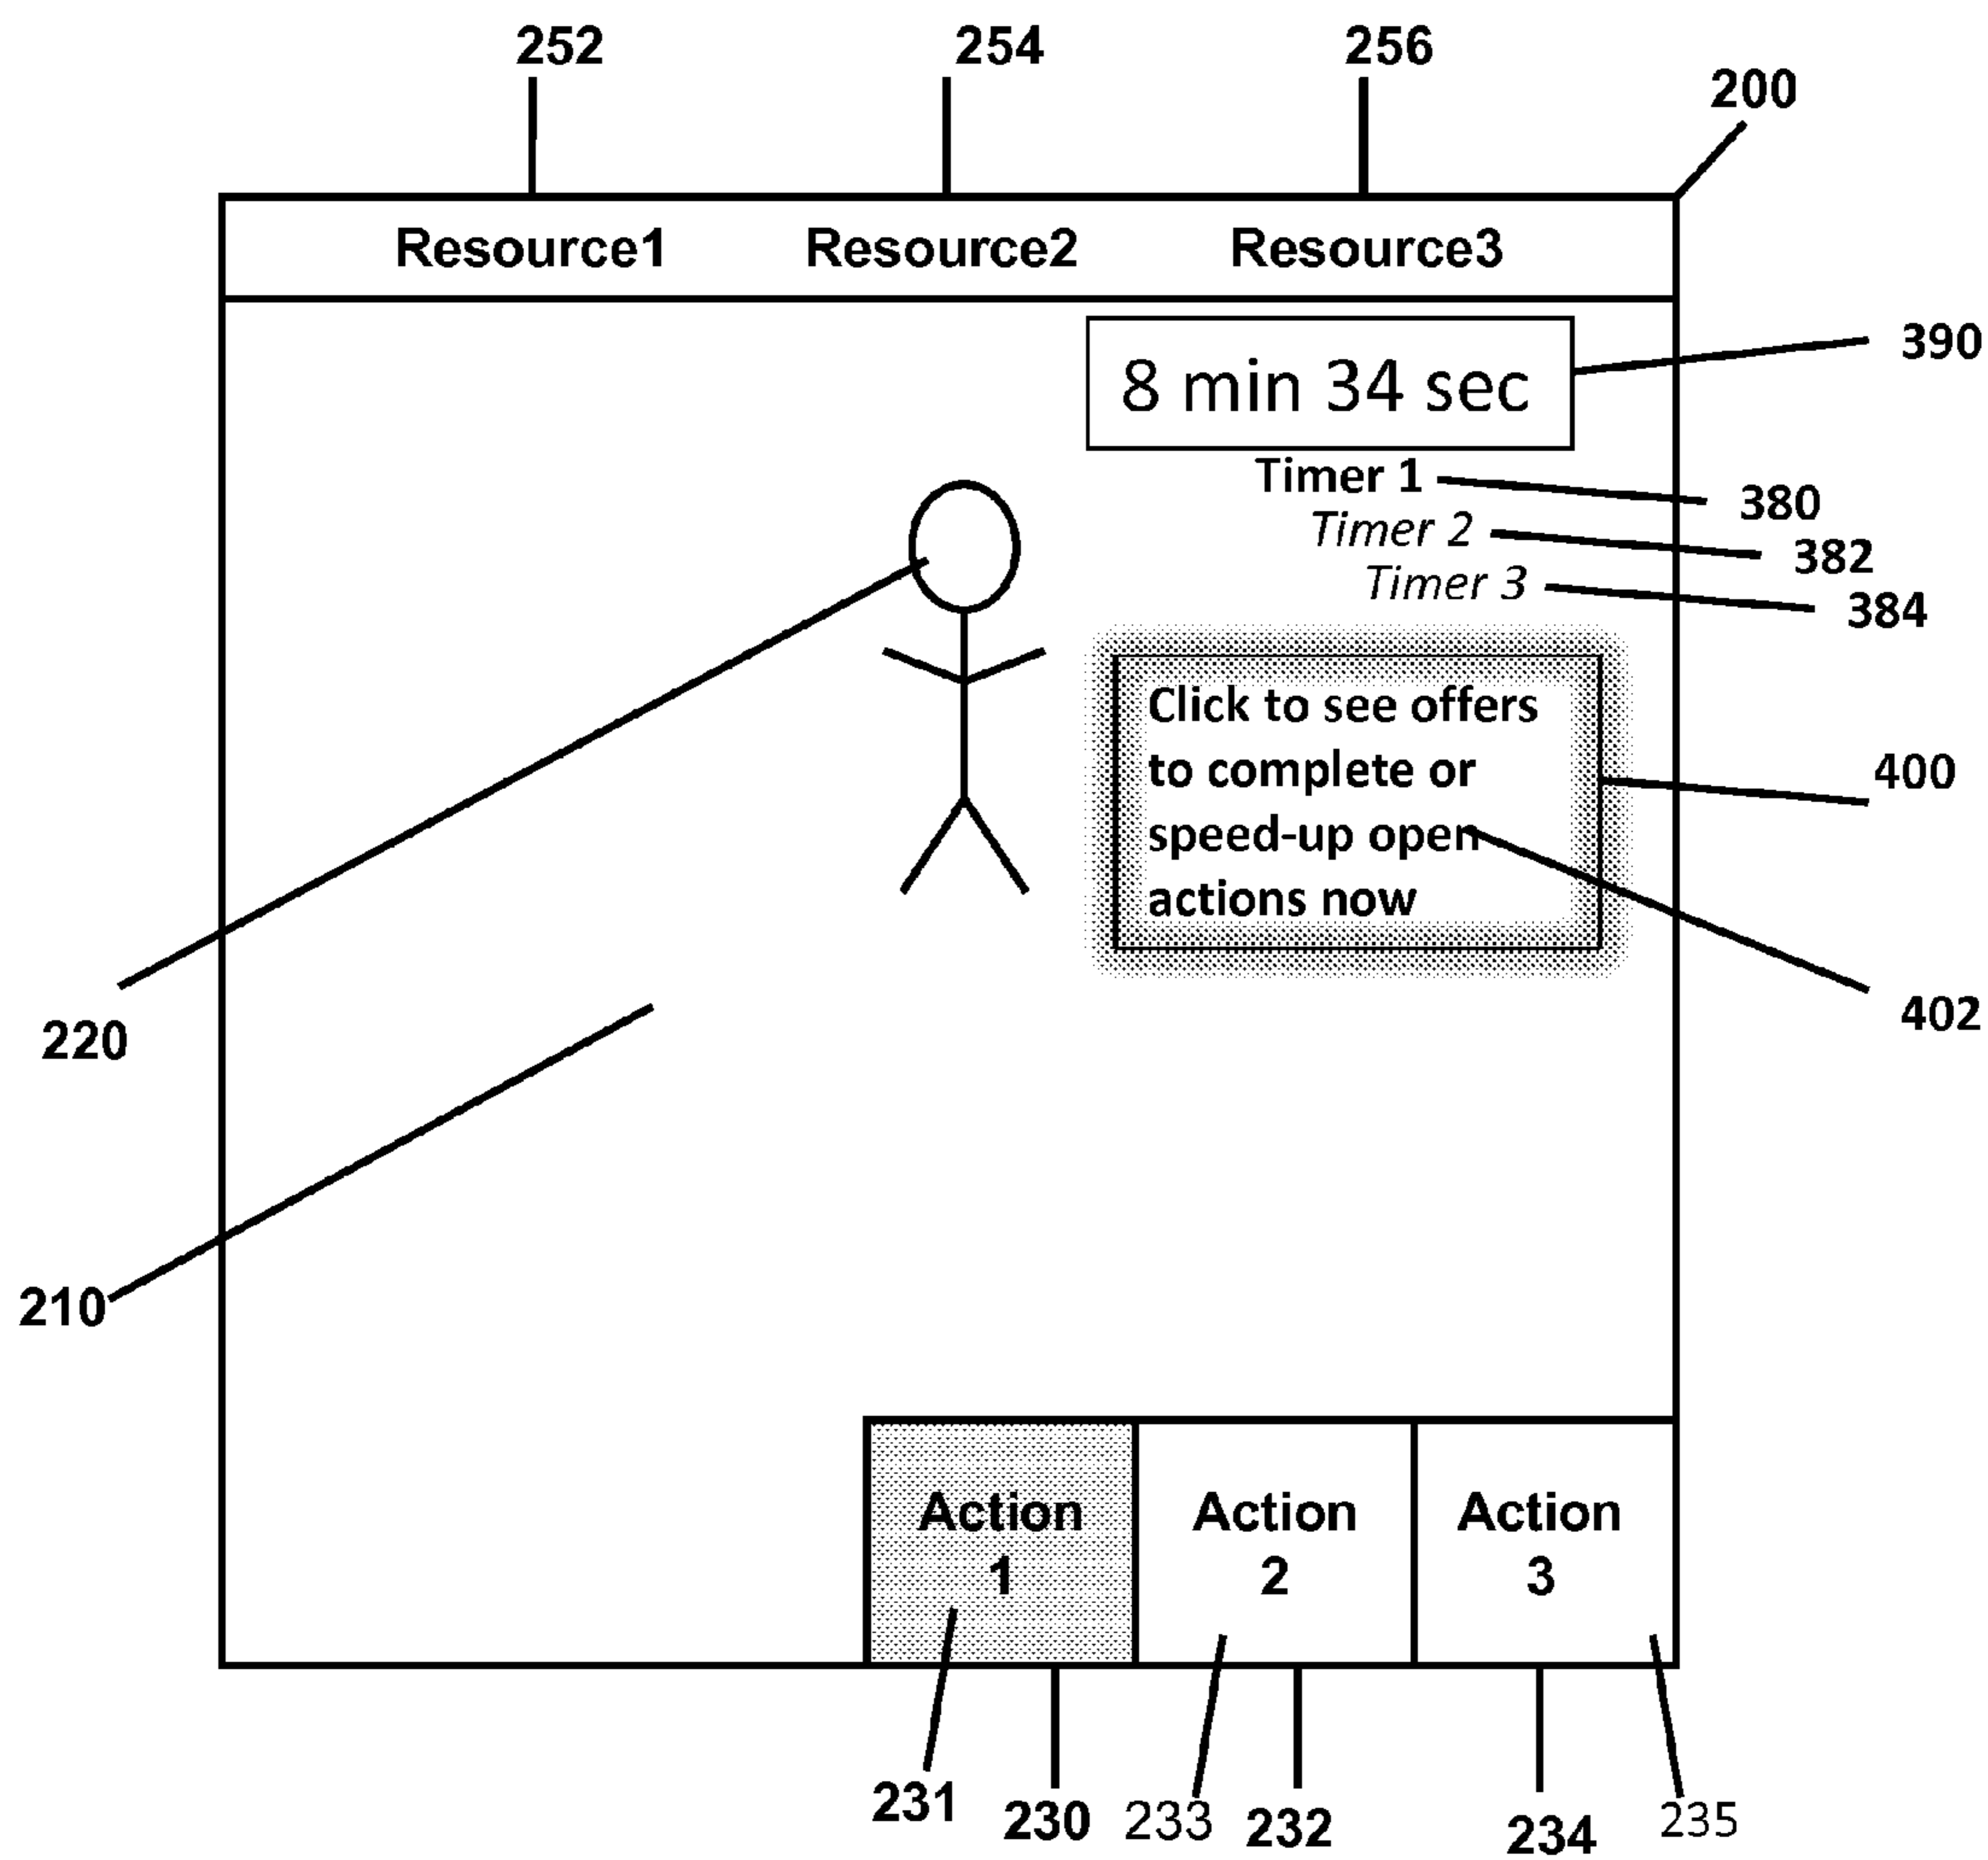 252 254 256
200
Resource1 Resource2 Resource3
390
8 min 34 sec
Timer 1
380
Timer 2
382
Timer 3
384
Click to see offers
to complete or
speed-up open
actions now
400
402
220
210
Action
1
Action
2
Action
3
231 230 233 232 234 235